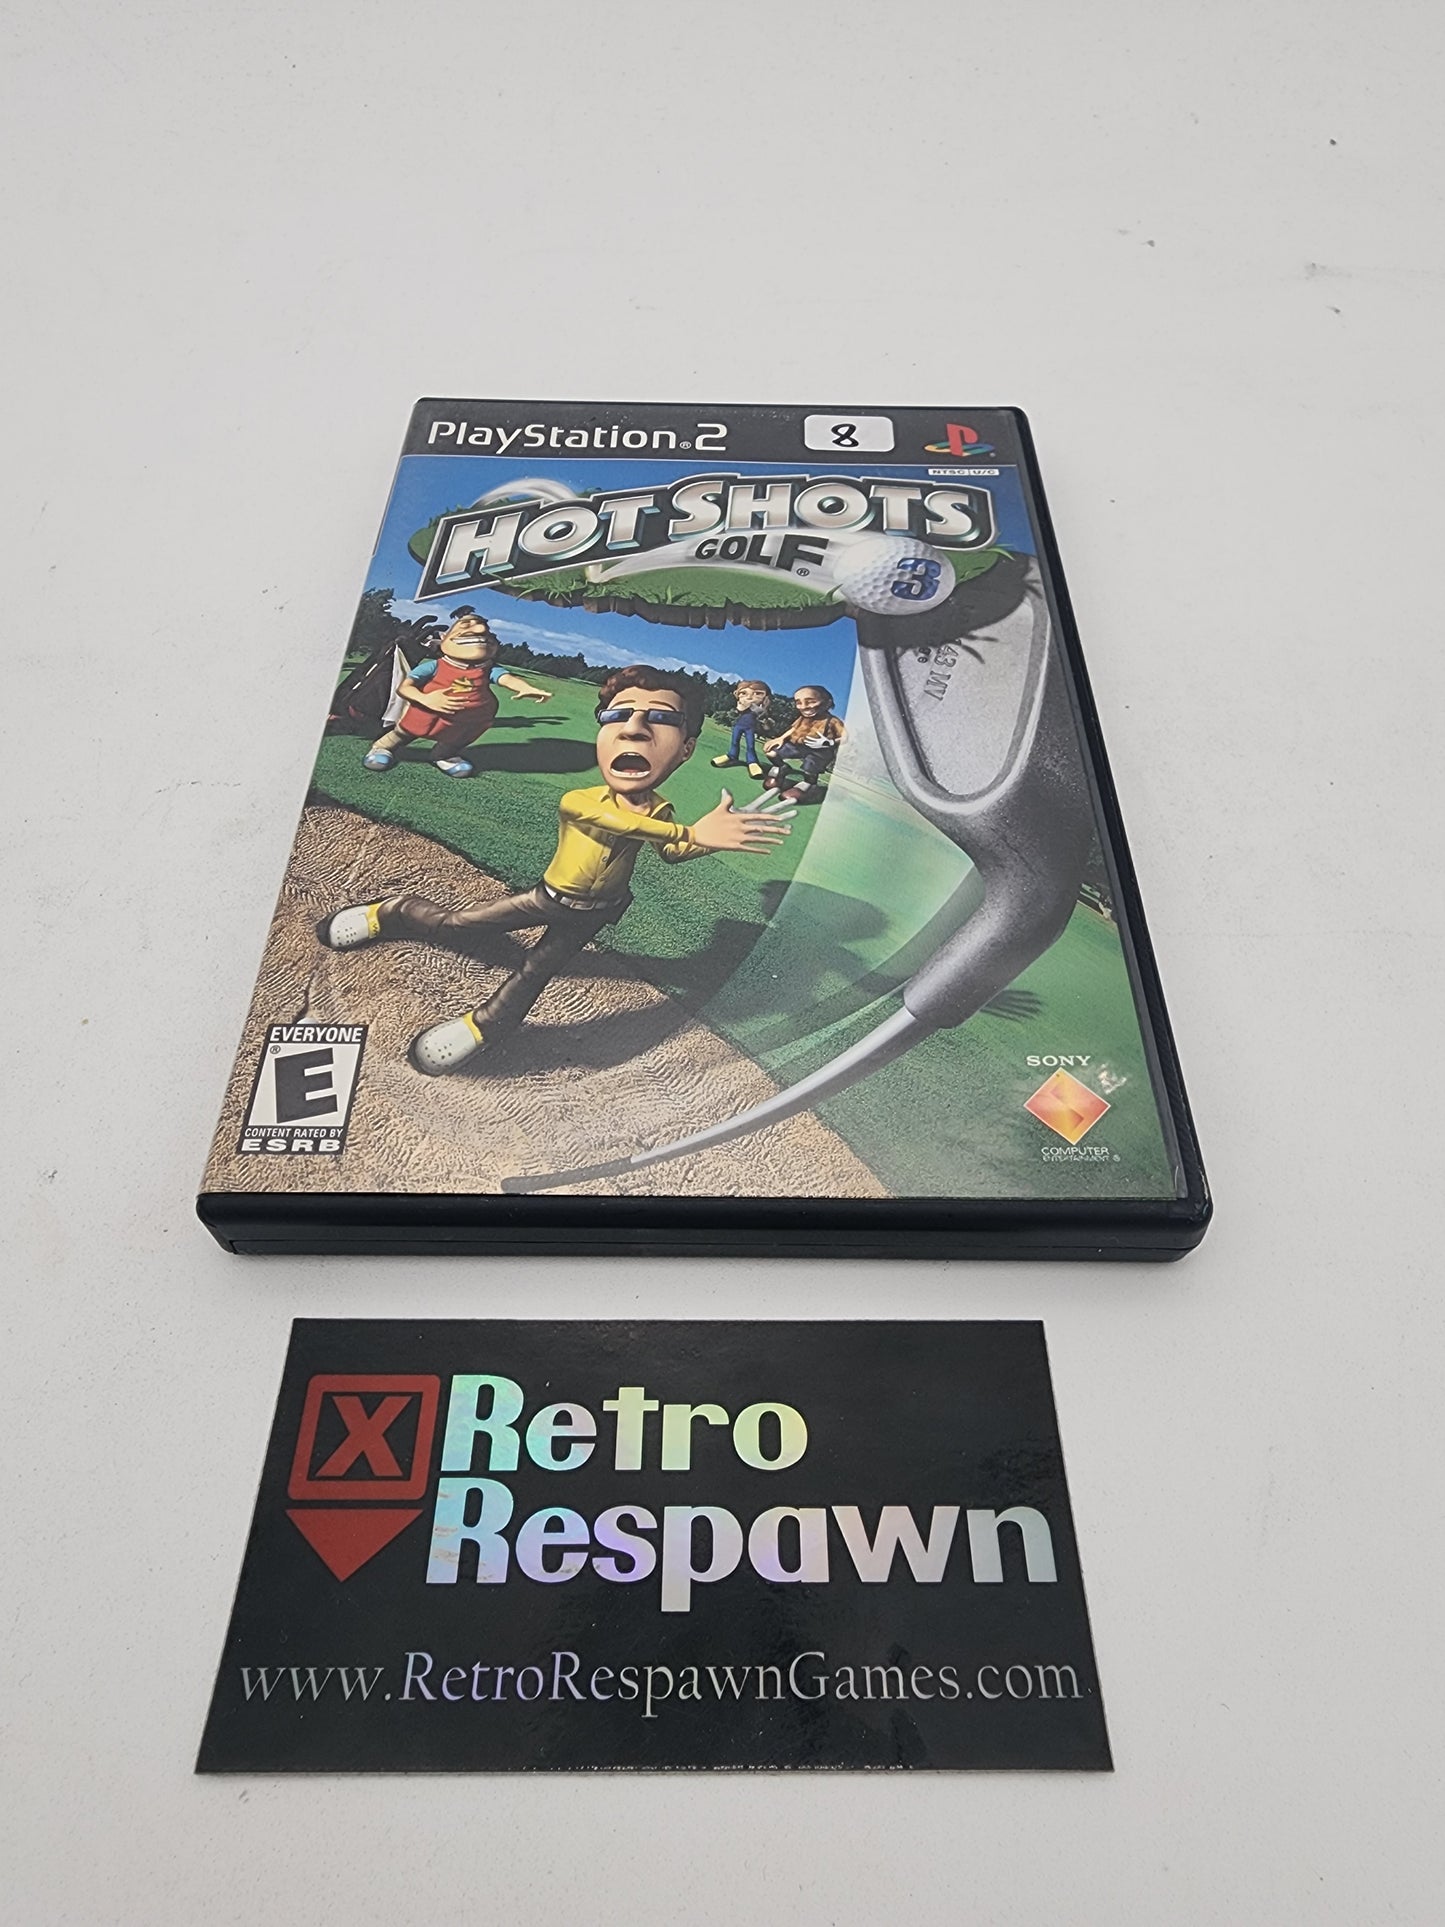 PlayStation®2
8
NTSC U/C
HOT SHOTS
GOLF®
3
EVERYONE
E®
CONTENT RATED BY
ESRB
SONY
COMPUTER
ENTERTAINMENT®
X Retro
Respawn
www.RetroRespawnGames.com